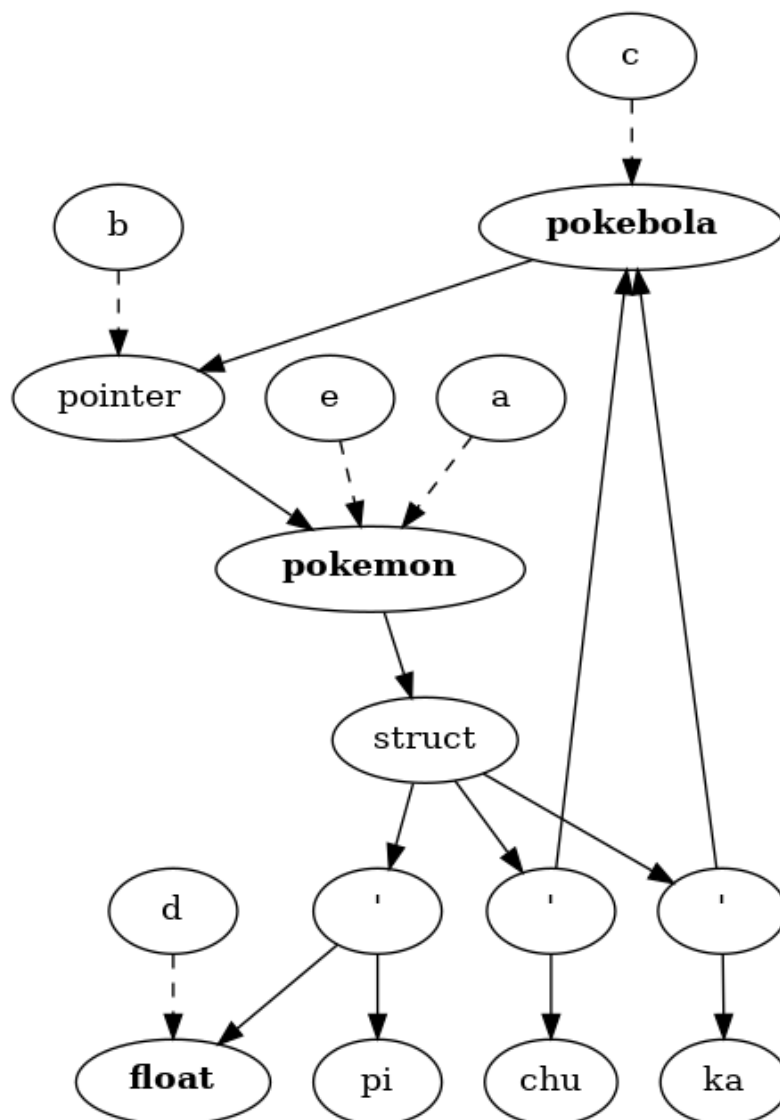 c
b
pokebola
pointer
e
a
pokemon
struct
d
'
'
'
float
pi
chu
ka